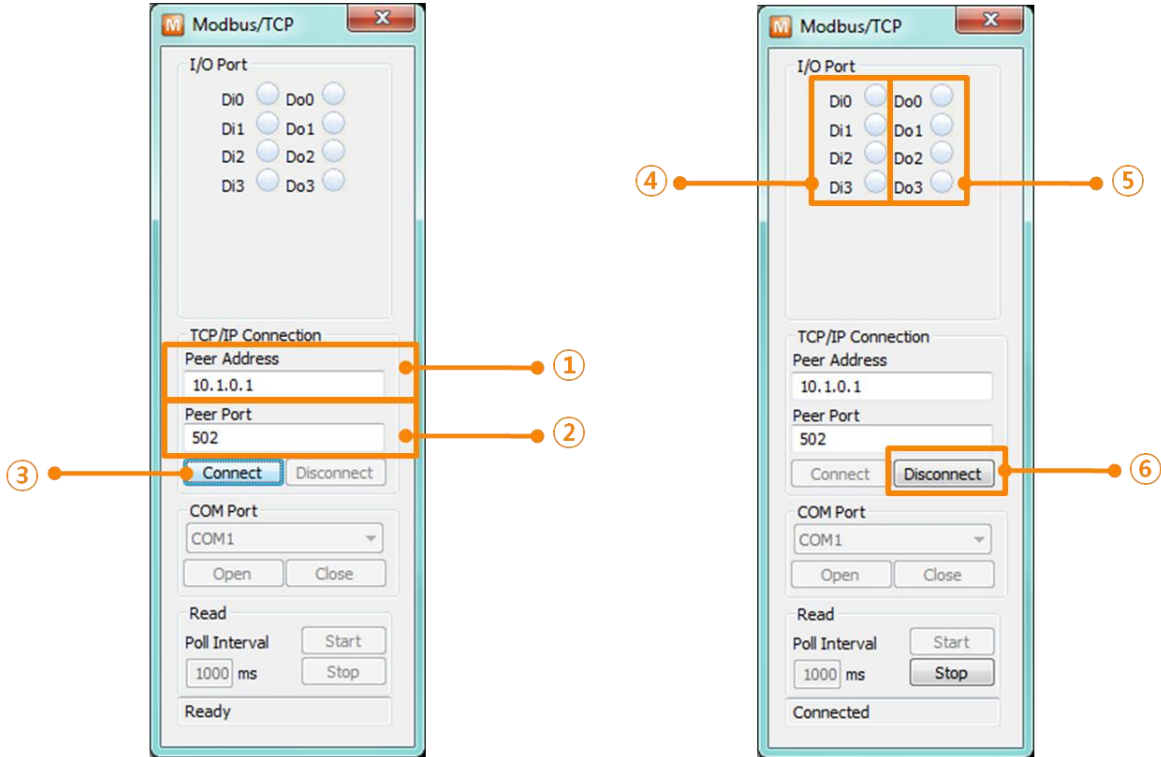 Modbus/TCP
I/O Port
Di0 Do0
Di1 Do1
Di2 Do2
Di3 Do3
TCP/IP Connection
Peer Address
10.1.0.1
①
Peer Port
502
②
③
Connect Disconnect
COM Port
COM1
Open Close
Read
Poll Interval Start
1000 ms Stop
Ready
Modbus/TCP
I/O Port
Di0 Do0
Di1 Do1
Di2 Do2
Di3 Do3
④
⑤
TCP/IP Connection
Peer Address
10.1.0.1
Peer Port
502
Connect Disconnect
⑥
COM Port
COM1
Open Close
Read
Poll Interval Start
1000 ms Stop
Connected